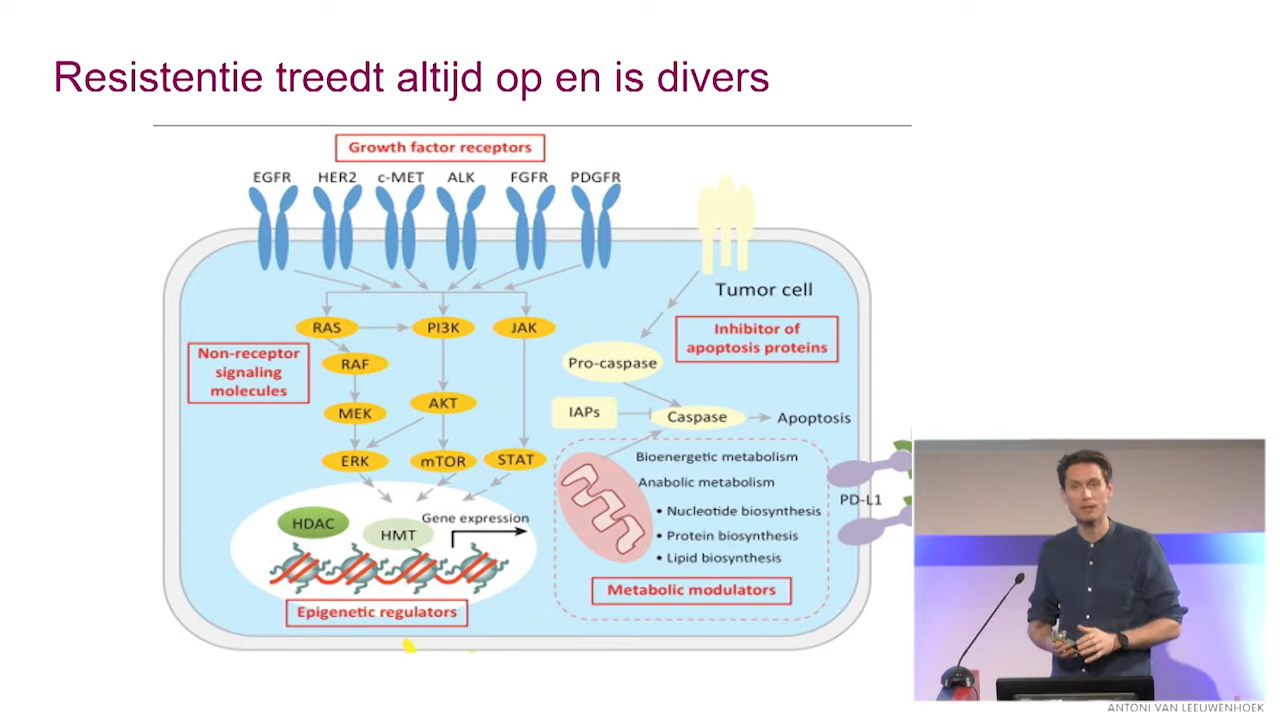 Resistentie treedt altijd op en is divers
Growth factor receptors
EGFR HER2 c-MET ALK FGFR PDGFR
Tumor cell
RAS PI3K JAK
Inhibitor of
apoptosis proteins
Non-receptor
signaling
molecules
RAF
Pro-caspase
MEK
AKT
IAPs
Caspase
Apoptosis
ERK
mTOR
STAT
Bioenergetic metabolism
Anabolic metabolism
• Nucleotide biosynthesis
• Protein biosynthesis
• Lipid biosynthesis
PD-L1
HDAC
HMT
Gene expression
Metabolic modulators
Epigenetic regulators
ANTONI VAN LEEUWENHOEK